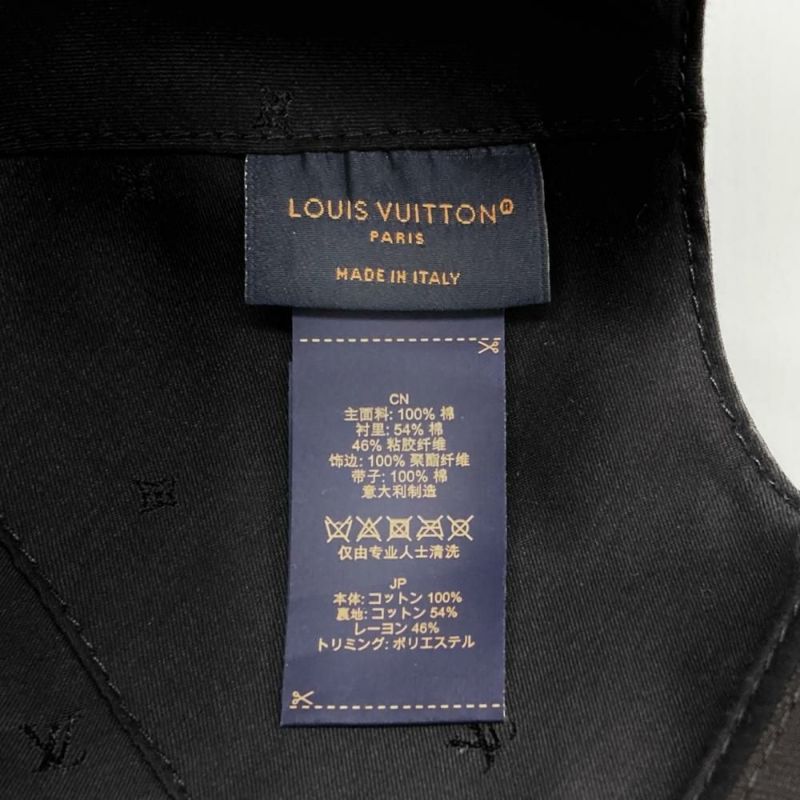 LOUIS VUITTON®
PARIS
MADE IN ITALY
CN
主面料: 100% 棉
衬里: 54% 棉
46% 粘胶纤维
饰边: 100% 聚酯纤维
带子: 100% 棉
意大利制造
仅由专业人士清洗
JP
本体: コットン 100%
裏地: コットン 54%
レーヨン 46%
トリミング: ポリエステル